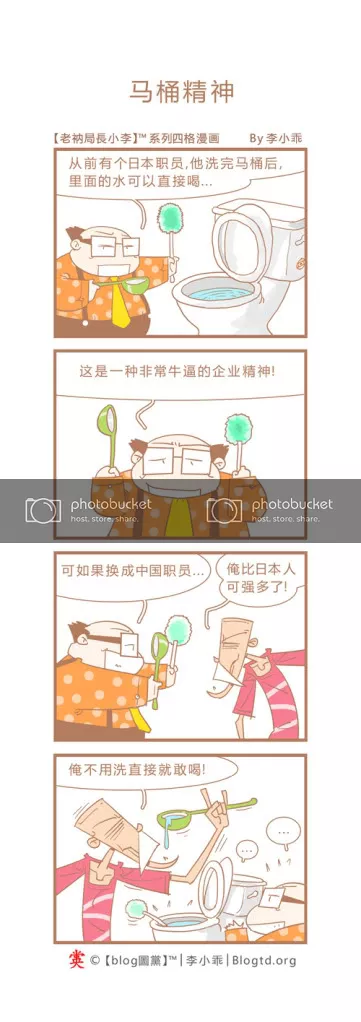 马桶精神
【老衲局長小李】™系列四格漫畫 By 李小乖
从前有个日本职员,他洗完马桶后,
里面的水可以直接喝...
这是一种非常牛逼的企业精神!
photobucket
host. store. share.
photobucket
host. store. share.
可如果换成中国职员...
俺比日本人
可强多了!
俺不用洗直接就敢喝!
...
...
©【blog圖黨】™|李小乖|Blogtd.org